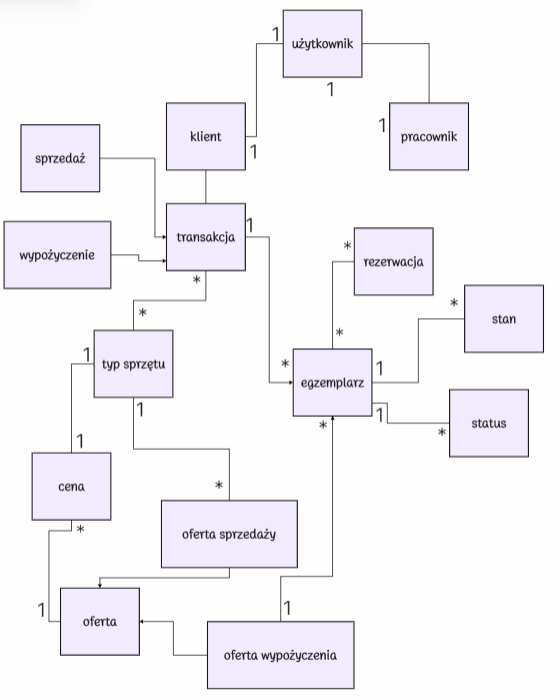 1
użytkownik
1
klient
1
1
pracownik
sprzedaż
transakcja
1
wypożyczenie
*
rezerwacja
*
*
stan
*
*
typ sprzętu
1
*
*
egzemplarz
1
1
1
*
*
status
1
cena
*
*
oferta sprzedaży
1
oferta
1
oferta wypożyczenia